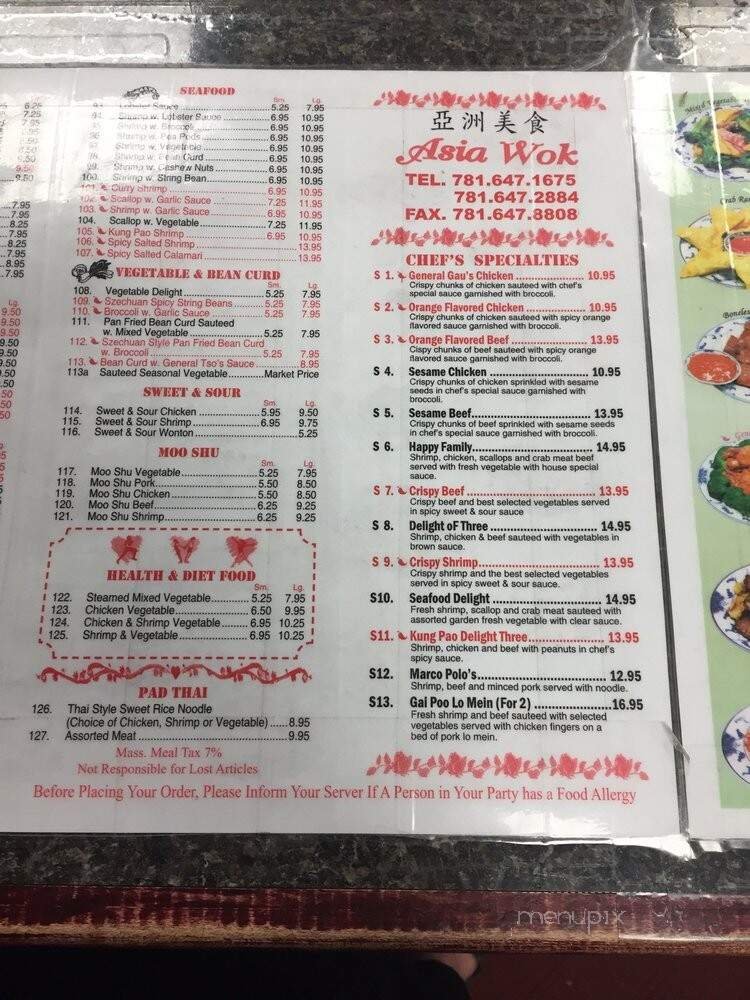 SEAFOOD
Sm. Lg.
93. Lobster Sauce 5.25 7.95
94. Shrimp w. Lobster Sauce 6.95 10.95
Shrimp w. Broccoli 6.95 10.95
96. Shrimp w. Pea Pods 6.95 10.95
97. Shrimp w. Vegetable 6.95 10.95
98. Shrimp w. Bean Curd 6.95 10.95
99. Shrimp w. Cashew Nuts 6.95 10.95
100. Shrimp w. String Bean 6.95 10.95
101. Curry Shrimp 6.95 10.95
102. Scallop w. Garlic Sauce 7.25 11.95
103. Shrimp w. Garlic Sauce 6.95 10.95
104. Scallop w. Vegetable 7.25 11.95
105. Kung Pao Shrimp 6.95 10.95
106. Spicy Salted Shrimp 13.95
107. Spicy Salted Calamari 13.95
VEGETABLE & BEAN CURD
Sm. Lg.
108. Vegetable Delight 5.25 7.95
109. Szechuan Spicy String Beans 5.25 7.95
110. Broccoli w. Garlic Sauce 5.25 7.95
111. Pan Fried Bean Curd Sauteed
w. Mixed Vegetable 5.25 7.95
112. Szechuan Style Pan Fried Bean Curd
w. Broccoli 5.25 7.95
113. Bean Curd w. General Tso's Sauce 8.95
113a Sauteed Seasonal Vegetable Market Price
SWEET & SOUR
Sm. Lg.
114. Sweet & Sour Chicken 5.95 9.50
115. Sweet & Sour Shrimp 6.95 9.75
116. Sweet & Sour Wonton 5.25
MOO SHU
Sm. Lg.
117. Moo Shu Vegetable 5.25 7.95
118. Moo Shu Pork 5.50 8.50
119. Moo Shu Chicken 5.50 8.50
120. Moo Shu Beef 6.25 9.25
121. Moo Shu Shrimp 6.25 9.25
HEALTH & DIET FOOD
Sm. Lg.
122. Steamed Mixed Vegetable 5.25 7.95
123. Chicken Vegetable 6.50 9.95
124. Chicken & Shrimp Vegetable 6.95 10.25
125. Shrimp & Vegetable 6.95 10.25
PAD THAI
126. Thai Style Sweet Rice Noodle
(Choice of Chicken, Shrimp or Vegetable) 8.95
127. Assorted Meat 9.95
Mass. Meal Tax 7%
Not Responsible for Lost Articles
亞洲美食
Asia Wok
TEL. 781.647.1675
781.647.2884
FAX. 781.647.8808
CHEF'S SPECIALTIES
S 1. General Gau's Chicken 10.95
Crispy chunks of chicken sauteed with chef's
special sauce garnished with broccoli.
S 2. Orange Flavored Chicken 10.95
Crispy chunks of chicken sauteed with spicy orange
flavored sauce garnished with broccoli.
S 3. Orange Flavored Beef 13.95
Crispy chunks of beef sauteed with spicy orange
flavored sauce garnished with broccoli.
S 4. Sesame Chicken 10.95
Crispy chunks of chicken sprinkled with sesame
seeds in chef's special sauce garnished with
broccoli.
S 5. Sesame Beef 13.95
Crispy chunks of beef sprinkled with sesame seeds
in chef's special sauce garnished with broccoli.
S 6. Happy Family 14.95
Shrimp, chicken, scallops and crab meat beef
served with fresh vegetable with house special
sauce.
S 7. Crispy Beef 13.95
Crispy beef and best selected vegetables served
in spicy sweet & sour sauce
S 8. Delight of Three 14.95
Shrimp, chicken & beef sauteed with vegetables in
brown sauce.
S 9. Crispy Shrimp 13.95
Crispy shrimp and the best selected vegetables
served in spicy sweet & sour sauce.
S10. Seafood Delight 14.95
Fresh shrimp, scallop and crab meat sauteed with
assorted garden fresh vegetable with clear sauce.
S11. Kung Pao Delight Three 13.95
Shrimp, chicken and beef with peanuts in chef's
spicy sauce.
S12. Marco Polo's 12.95
Shrimp, beef and minced pork served with noodle.
S13. Gai Poo Lo Mein (For 2) 16.95
Fresh shrimp and beef sauteed with selected
vegetables served with chicken fingers on a
bed of pork lo mein.
Before Placing Your Order, Please Inform Your Server If A Person in Your Party has a Food Allergy
menupix